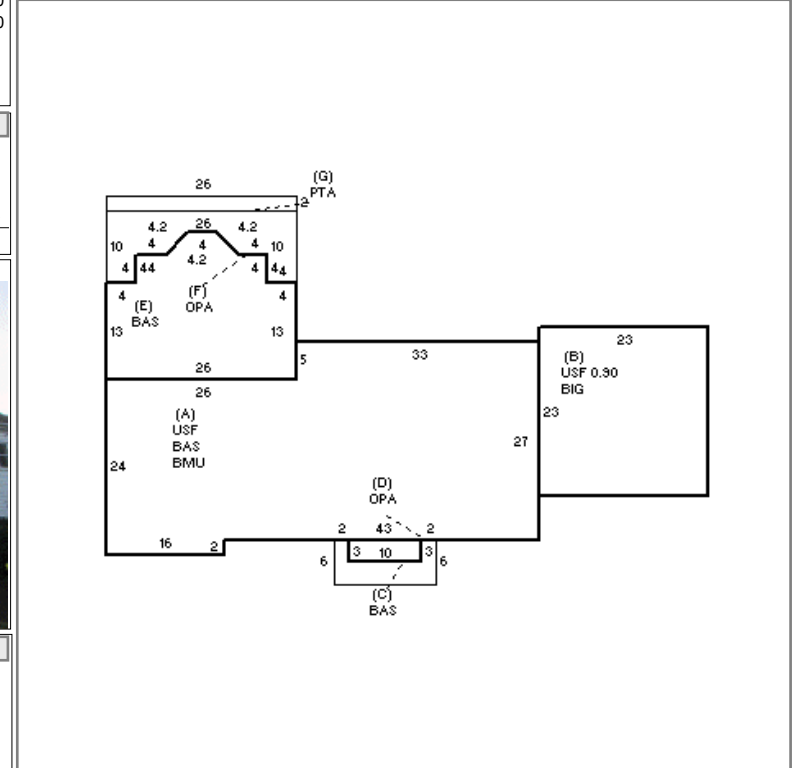 26
(G)
PTA
2
4.2 26 4.2
10 4 4 4 10
4.2
4 44 4 44
4 (F) 4
OPA
(E)
BAS
13 13
26
26
5
33
23
(B)
USF 0.90
BIG
23
(A)
USF
BAS
BMU
27
24
(D)
OPA
2 43 2
16 2
3 10 3
6 6
(C)
BAS